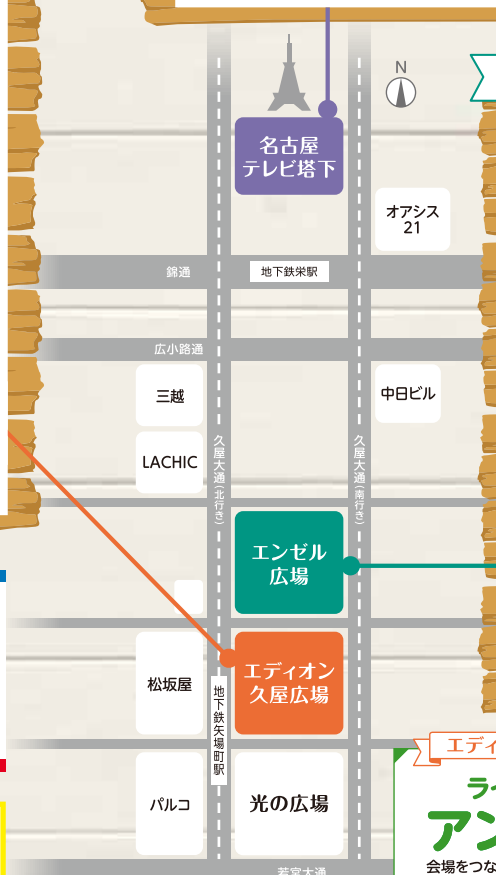 N
名古屋
テレビ塔下
オアシス
21
錦通
地下鉄栄駅
広小路通
三越
中日ビル
LACHIC
久屋大通(北行き)
久屋大通(南行き)
エンゼル
広場
松坂屋
エディオン
久屋広場
地下鉄矢場町駅
パルコ
光の広場
若宮大通
エディ
ライ
アン
会場をつな